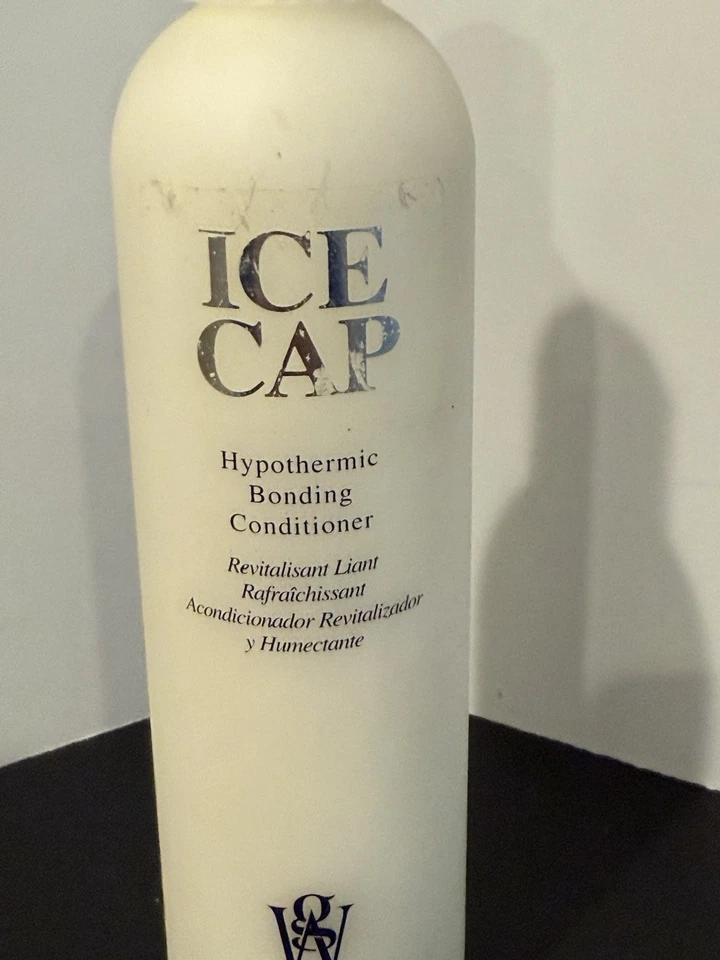 ICE
CAP
Hypothermic
Bonding
Conditioner
Revitalisant Liant
Rafraîchissant
Acondicionador Revitalizador
y Humectante